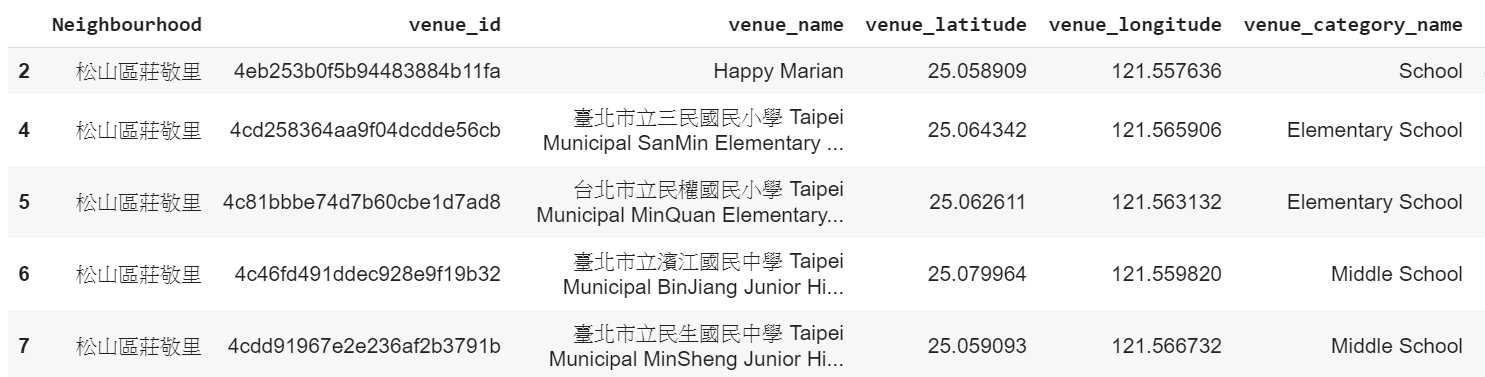 Neighbourhood venue_id venue_name venue_latitude venue_longitude venue_category_name
2 松山區莊敬里 4eb253b0f5b94483884b11fa Happy Marian 25.058909 121.557636 School
4 松山區莊敬里 4cd258364aa9f04dcdde56cb 臺北市立三民國民小學 Taipei Municipal SanMin Elementary ... 25.064342 121.565906 Elementary School
5 松山區莊敬里 4c81bbbe74d7b60cbe1d7ad8 台北市立民權國民小學 Taipei Municipal MinQuan Elementary... 25.062611 121.563132 Elementary School
6 松山區莊敬里 4c46fd491ddec928e9f19b32 臺北市立濱江國民中學 Taipei Municipal BinJiang Junior Hi... 25.079964 121.559820 Middle School
7 松山區莊敬里 4cdd91967e2e236af2b3791b 臺北市立民生國民中學 Taipei Municipal MinSheng Junior Hi... 25.059093 121.566732 Middle School